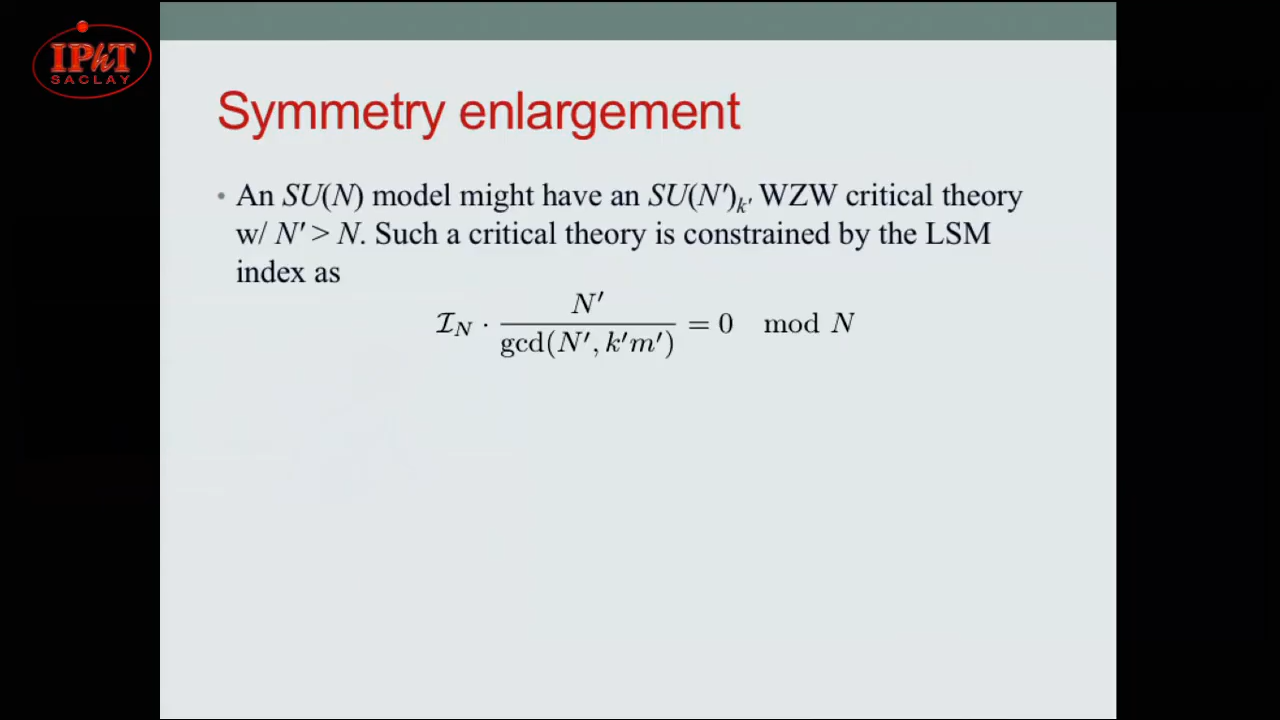 IPhT
SACLAY
Symmetry enlargement
• An SU(N) model might have an SU(N′)k′ WZW critical theory
w/ N′ > N. Such a critical theory is constrained by the LSM
index as
ℐ_N · N′ / gcd(N′, k′m′) = 0 mod N